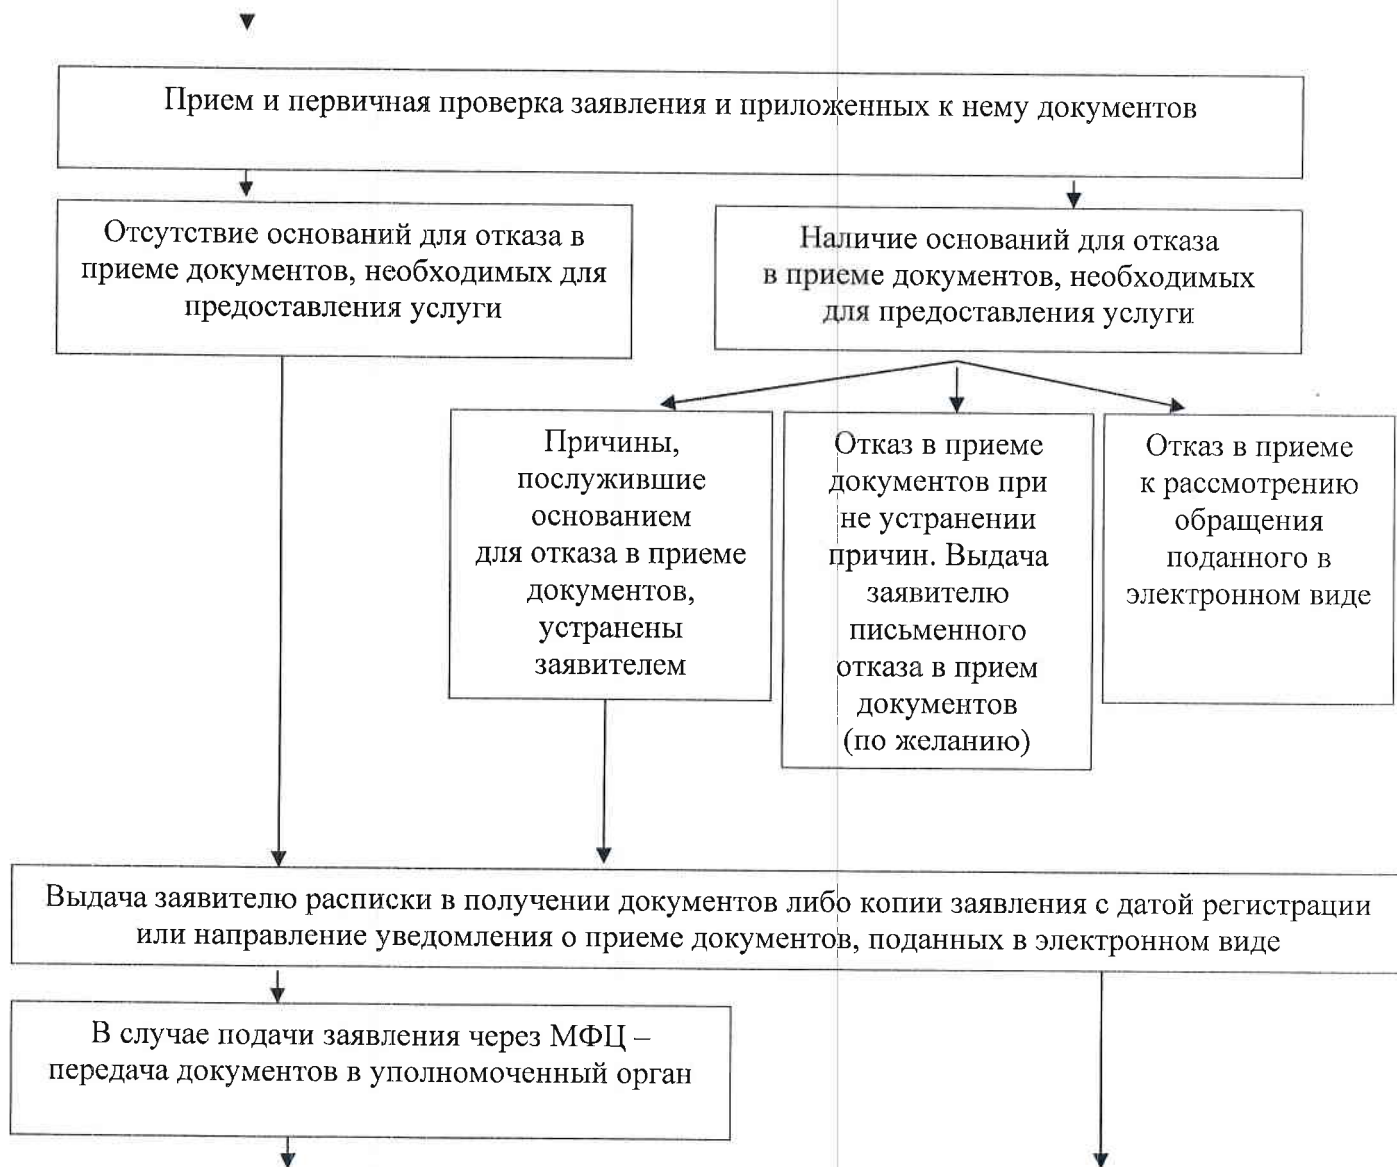 Прием и первичная проверка заявления и приложенных к нему документов
Отсутствие оснований для отказа в
приеме документов, необходимых для
предоставления услуги
Наличие оснований для отказа
в приеме документов, необходимых
для предоставления услуги
Причины,
послужившие
основанием
для отказа в приеме
документов,
устранены
заявителем
Отказ в приеме
документов при
не устранении
причин. Выдача
заявителю
письменного
отказа в прием
документов
(по желанию)
Отказ в приеме
к рассмотрению
обращения
поданного в
электронном виде
Выдача заявителю расписки в получении документов либо копии заявления с датой регистрации
или направление уведомления о приеме документов, поданных в электронном виде
В случае подачи заявления через МФЦ –
передача документов в уполномоченный орган